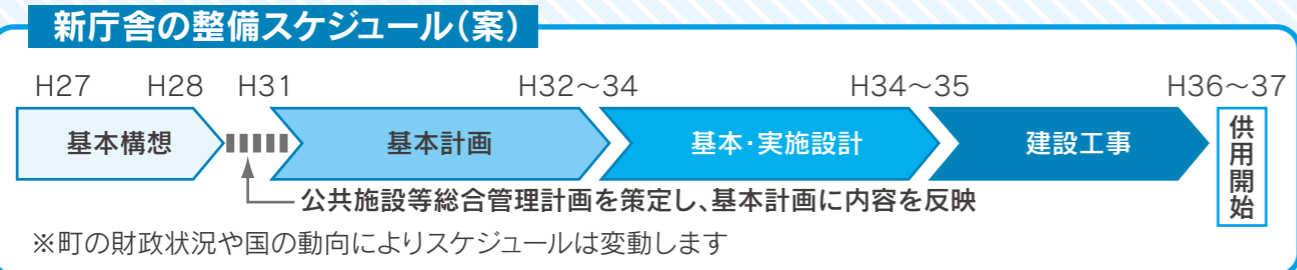 新庁舎の整備スケジュール(案)
H27 H28 H31 H32～34 H34～35 H36～37
基本構想 基本計画 基本・実施設計 建設工事 供用開始
公共施設等総合管理計画を策定し、基本計画に内容を反映
※町の財政状況や国の動向によりスケジュールは変動します